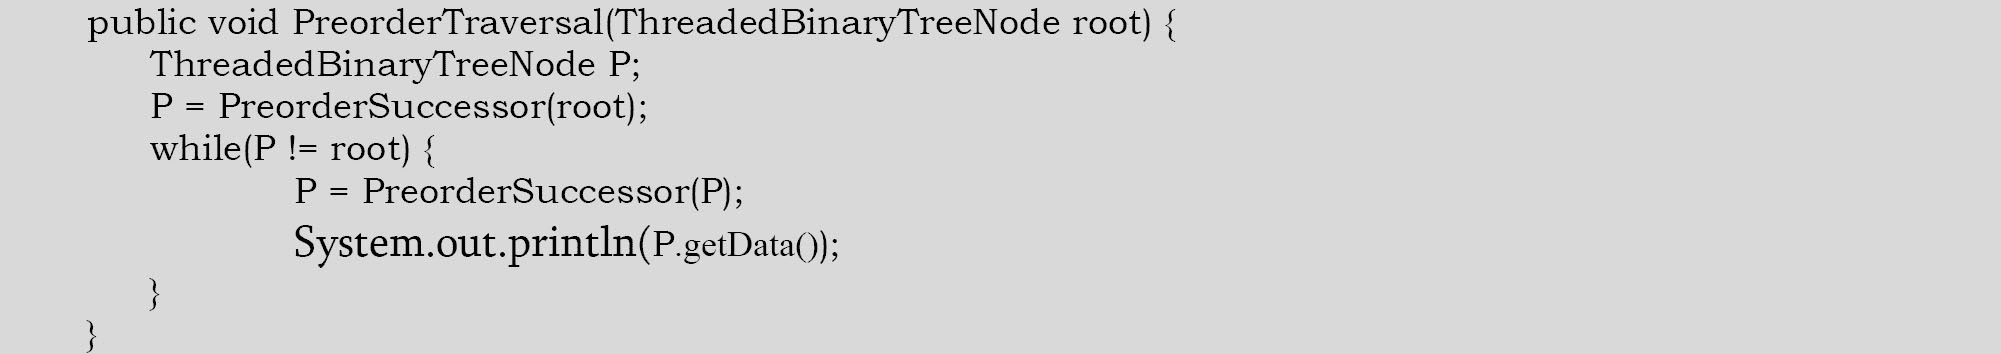 public void PreorderTraversal(ThreadedBinaryTreeNode root) {
ThreadedBinaryTreeNode P;
P = PreorderSuccessor(root);
while(P != root) {
P = PreorderSuccessor(P);
System.out.println(P.getData());
}
}